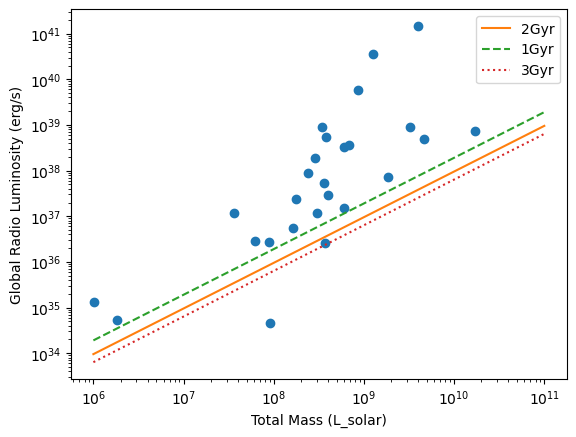 2Gyr
1Gyr
3Gyr
Global Radio Luminosity (erg/s)
10^41
10^40
10^39
10^38
10^37
10^36
10^35
10^34
10^6
10^7
10^8
10^9
10^10
10^11
Total Mass (L_solar)